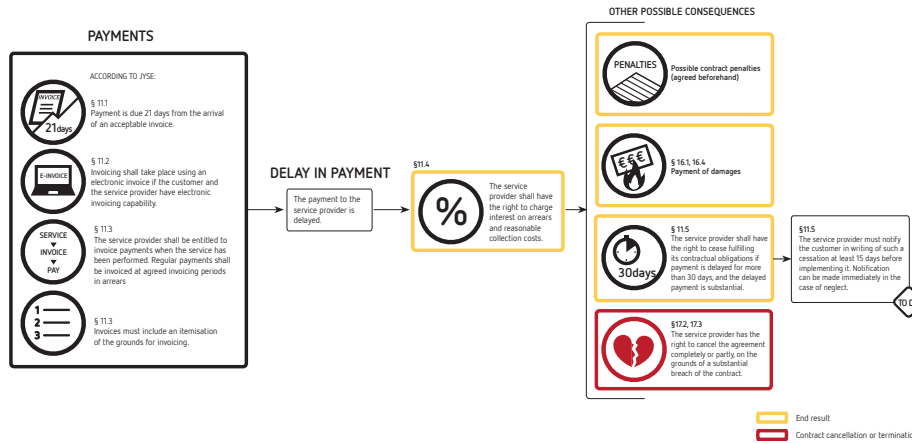 OTHER POSSIBLE CONSEQUENCES
PAYMENTS
ACCORDING TO JYSE:
INVOICE
21days
§ 11.1
Payment is due 21 days from the arrival
of an acceptable invoice.
E-INVOICE
§ 11.2
Invoicing shall take place using an
electronic invoice if the customer and
the service provider have electronic
invoicing capability.
SERVICE
INVOICE
PAY
§ 11.3
The service provider shall be entitled to
invoice payments when the service has
been performed. Regular payments shall
be invoiced at agreed invoicing periods
in arrears
1
2
3
§ 11.3
Invoices must include an itemisation
of the grounds for invoicing.
DELAY IN PAYMENT
The payment to the
service provider is
delayed.
§11.4
%
The service
provider shall have
the right to charge
interest on arrears
and reasonable
collection costs.
PENALTIES
Possible contract penalties
(agreed beforehand)
€€€
§ 16.1, 16.4
Payment of damages
30days
§ 11.5
The service provider shall have the
right to cease fulfilling
its contractual obligations if
payment is delayed for more
than 30 days, and the delayed
payment is substantial.
§11.5
The service provider must notify
the customer in writing of such a
cessation at least 15 days before
implementing it. Notification
can be made immediately in the
case of neglect.
TO D
§17.2, 17.3
The service provider has the
right to cancel the agreement
completely or partly, on the
grounds of a substantial
breach of the contract.
End result
Contract cancellation or terminatio